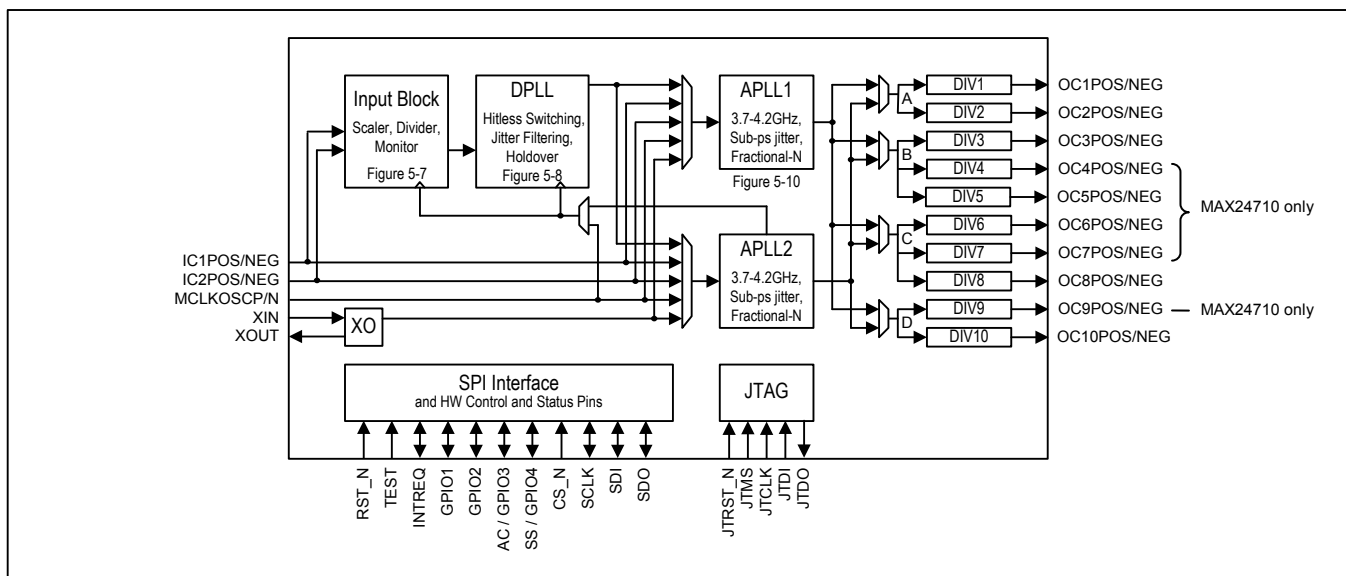 Input Block
Scaler, Divider,
Monitor
Figure 5-7
DPLL
Hitless Switching,
Jitter Filtering,
Holdover
Figure 5-8
APLL1
3.7-4.2GHz,
Sub-ps jitter,
Fractional-N
Figure 5-10
APLL2
3.7-4.2GHz,
Sub-ps jitter,
Fractional-N
A
B
C
D
DIV1
DIV2
DIV3
DIV4
DIV5
DIV6
DIV7
DIV8
DIV9
DIV10
OC1POS/NEG
OC2POS/NEG
OC3POS/NEG
OC4POS/NEG
OC5POS/NEG
OC6POS/NEG
OC7POS/NEG
OC8POS/NEG
OC9POS/NEG
OC10POS/NEG
MAX24710 only
MAX24710 only
IC1POS/NEG
IC2POS/NEG
MCLKOSCP/N
XIN
XOUT
XO
SPI Interface
and HW Control and Status Pins
JTAG
RST_N
TEST
INTREQ
GPIO1
GPIO2
AC / GPIO3
SS / GPIO4
CS_N
SCLK
SDI
SDO
JTRST_N
JTMS
JTCLK
JTDI
JTDO